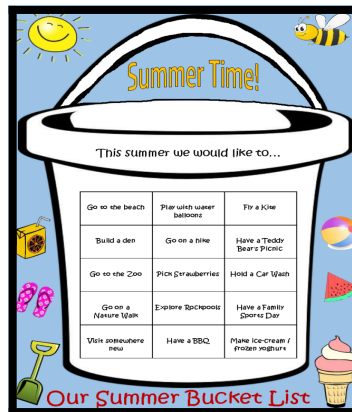 Summer Time!
This summer we would like to...
Go to the beach
Play with water
balloons
Fly a Kite
Build a den
Go on a hike
Have a Teddy
Bear's Picnic
Go to the Zoo
Pick Strawberries
Hold a Car Wash
Go on a
Nature Walk
Explore Rockpools
Have a Family
Sports Day
Visit somewhere
new
Have a BBQ
Make ice-cream /
frozen yoghurt
Our Summer Bucket List